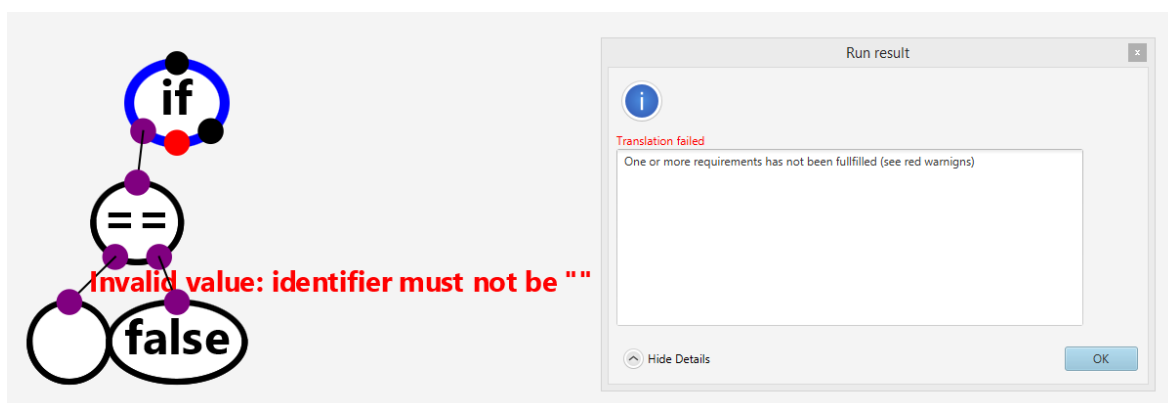 if
==
Invalid value: identifier must not be ""
false
Run result
x
i
Translation failed
One or more requirements has not been fullfilled (see red warnigns)
Hide Details
OK